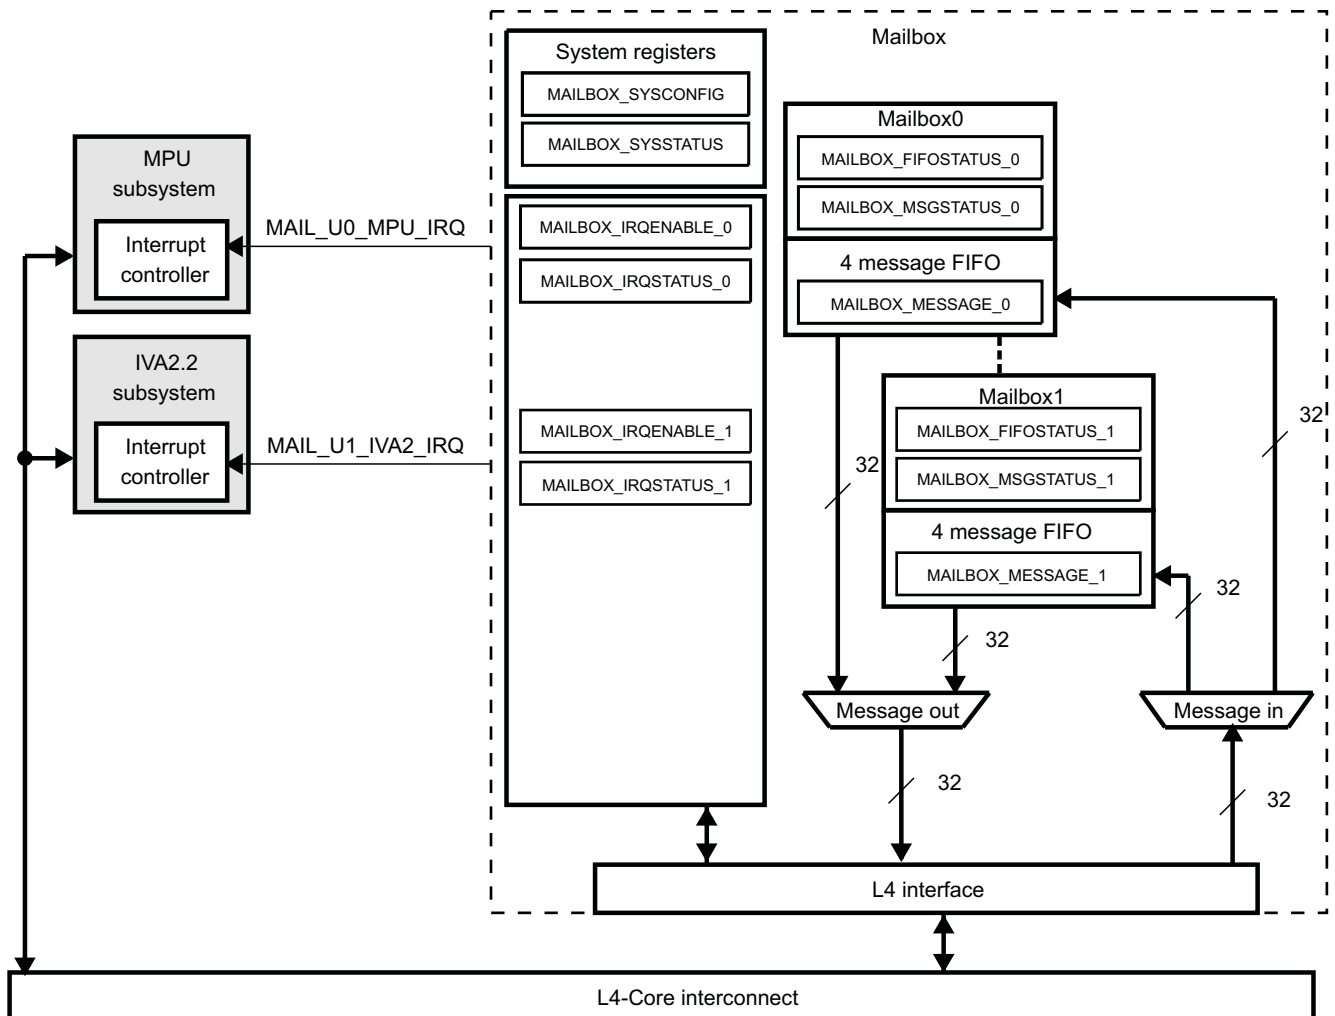 Mailbox
System registers
MAILBOX_SYSCONFIG
MAILBOX_SYSSTATUS
MPU
subsystem
Interrupt
controller
MAIL_U0_MPU_IRQ
IVA2.2
subsystem
Interrupt
controller
MAIL_U1_IVA2_IRQ
MAILBOX_IRQENABLE_0
MAILBOX_IRQSTATUS_0
MAILBOX_IRQENABLE_1
MAILBOX_IRQSTATUS_1
Mailbox0
MAILBOX_FIFOSTATUS_0
MAILBOX_MSGSTATUS_0
4 message FIFO
MAILBOX_MESSAGE_0
Mailbox1
MAILBOX_FIFOSTATUS_1
MAILBOX_MSGSTATUS_1
4 message FIFO
MAILBOX_MESSAGE_1
32
32
32
32
Message out
Message in
32
32
L4 interface
L4-Core interconnect